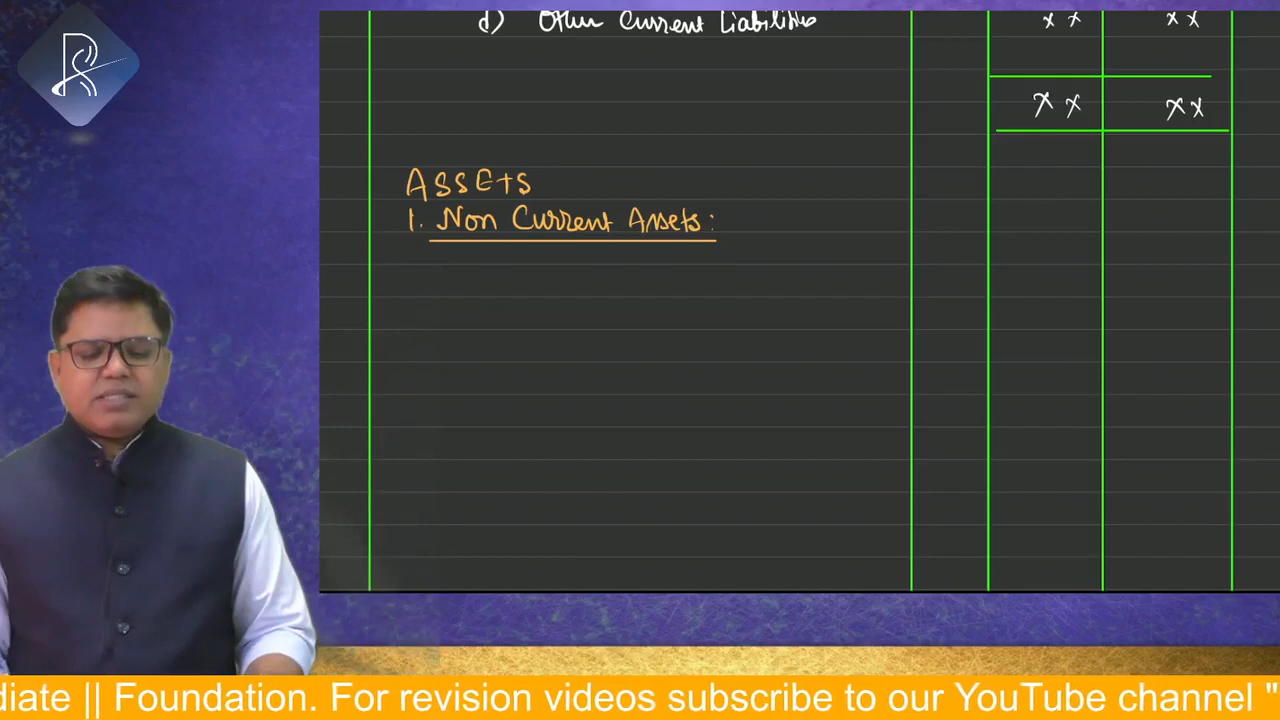 d) Other Current Liabilities x x x x
x x x x
ASSETS
1. Non Current Assets:
diate || Foundation. For revision videos subscribe to our YouTube channel "